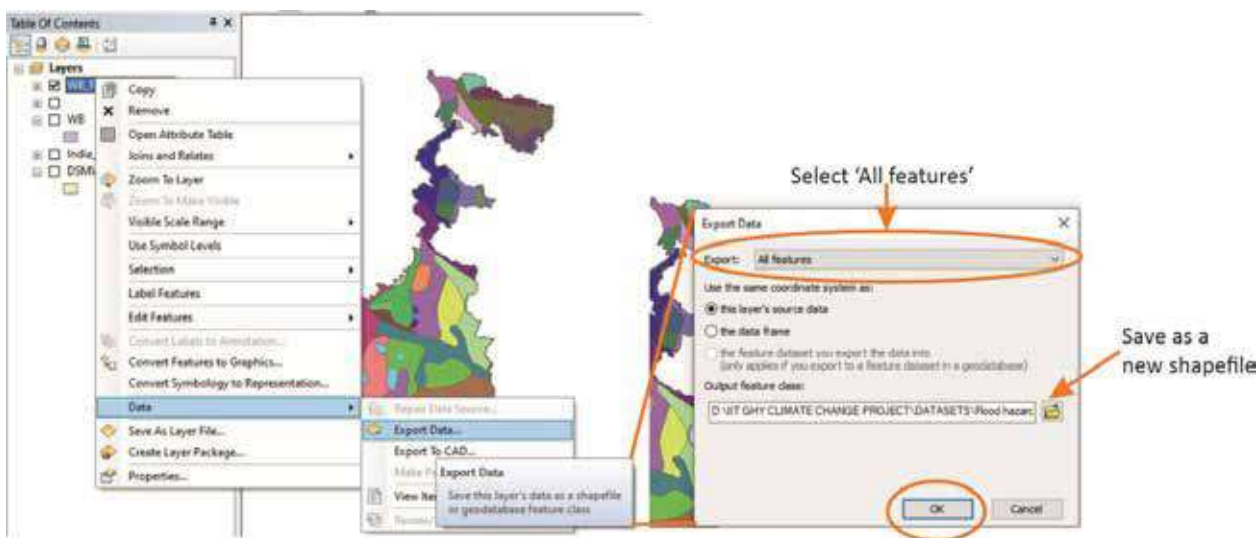 Table Of Contents
Layers
WB
India_
DSMW
Copy
Remove
Open Attribute Table
Joins and Relates
Zoom To Layer
Zoom To Make Visible
Visible Scale Range
Use Symbol Levels
Selection
Label Features
Edit Features
Convert Labels to Annotation...
Convert Features to Graphics...
Convert Symbology to Representation...
Data
Save As Layer File...
Create Layer Package...
Properties...
Repair Data Source...
Export Data...
Export To CAD...
Make
View
Export Data
Save this layer's data as a shapefile
or geodatabase feature class
Select 'All features'
Export Data
Export: All features
Use the same coordinate system as:
this layer's source data
the data frame
the feature dataset you export the data into
(only applies if you export to a feature dataset in a geodatabase)
Output feature class:
D:\IIT GHY CLIMATE CHANGE PROJECT\DATASETS\Flood hazar
OK Cancel
Save as a
new shapefile